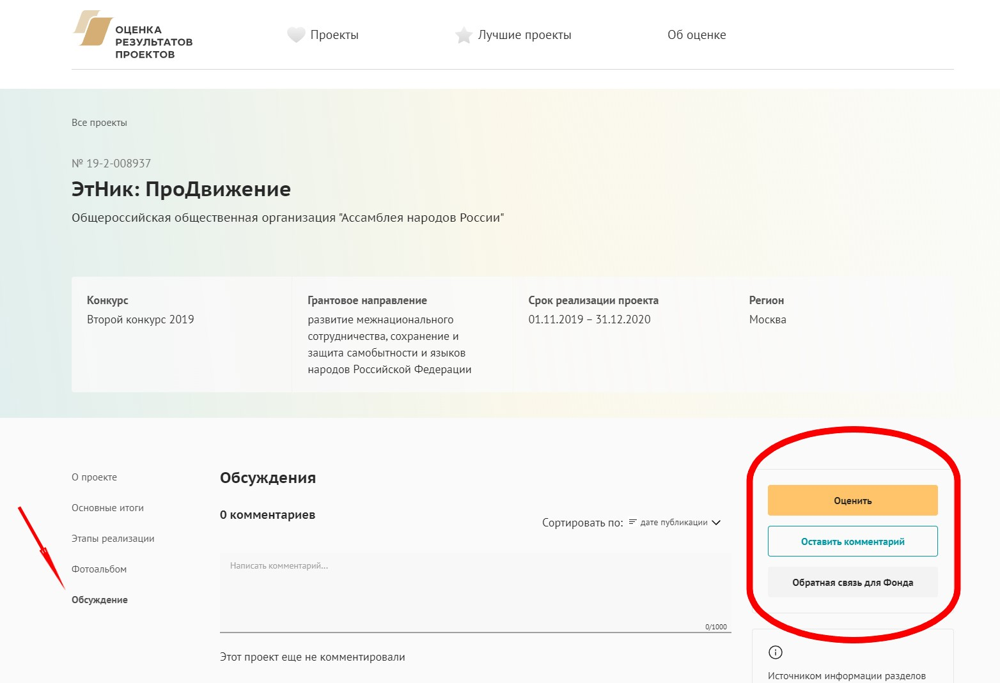 ОЦЕНКА
РЕЗУЛЬТАТОВ
ПРОЕКТОВ
Проекты
Лучшие проекты
Об оценке
Все проекты
№ 19-2-008937
ЭтНик: ПроДвижение
Общероссийская общественная организация "Ассамблея народов России"
Конкурс
Второй конкурс 2019
Грантовое направление
развитие межнационального
сотрудничества, сохранение и
защита самобытности и языков
народов Российской Федерации
Срок реализации проекта
01.11.2019 – 31.12.2020
Регион
Москва
О проекте
Основные итоги
Этапы реализации
Фотоальбом
Обсуждение
Обсуждения
0 комментариев
Сортировать по: дате публикации
Написать комментарий...
0/1000
Этот проект еще не комментировали
Оценить
Оставить комментарий
Обратная связь для Фонда
Источником информации разделов